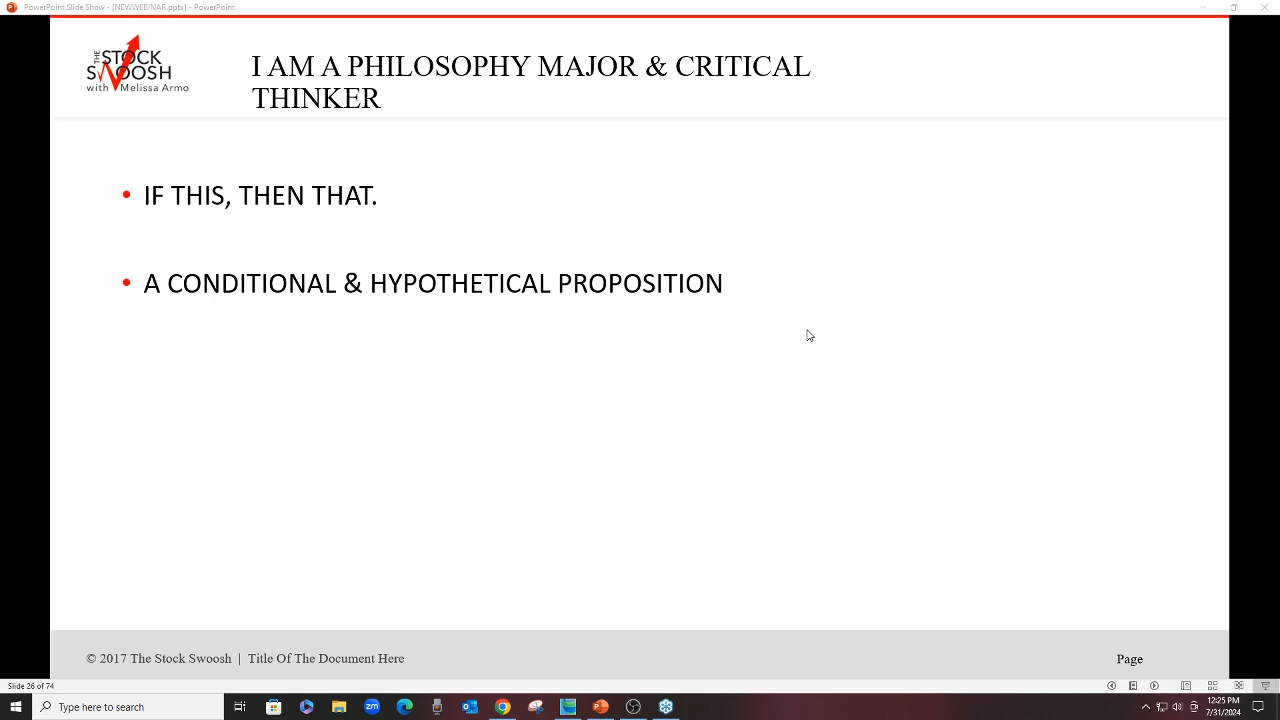 PowerPoint Slide Show - [NEWWEBINAR.pptx] - PowerPoint
THE STOCK
SWOOSH
with Melissa Armo
I AM A PHILOSOPHY MAJOR & CRITICAL
THINKER
• IF THIS, THEN THAT.
• A CONDITIONAL & HYPOTHETICAL PROPOSITION
© 2017 The Stock Swoosh | Title Of The Document Here
Page
Slide 26 of 74
Type here to search
zm
12:25 PM
7/31/2024